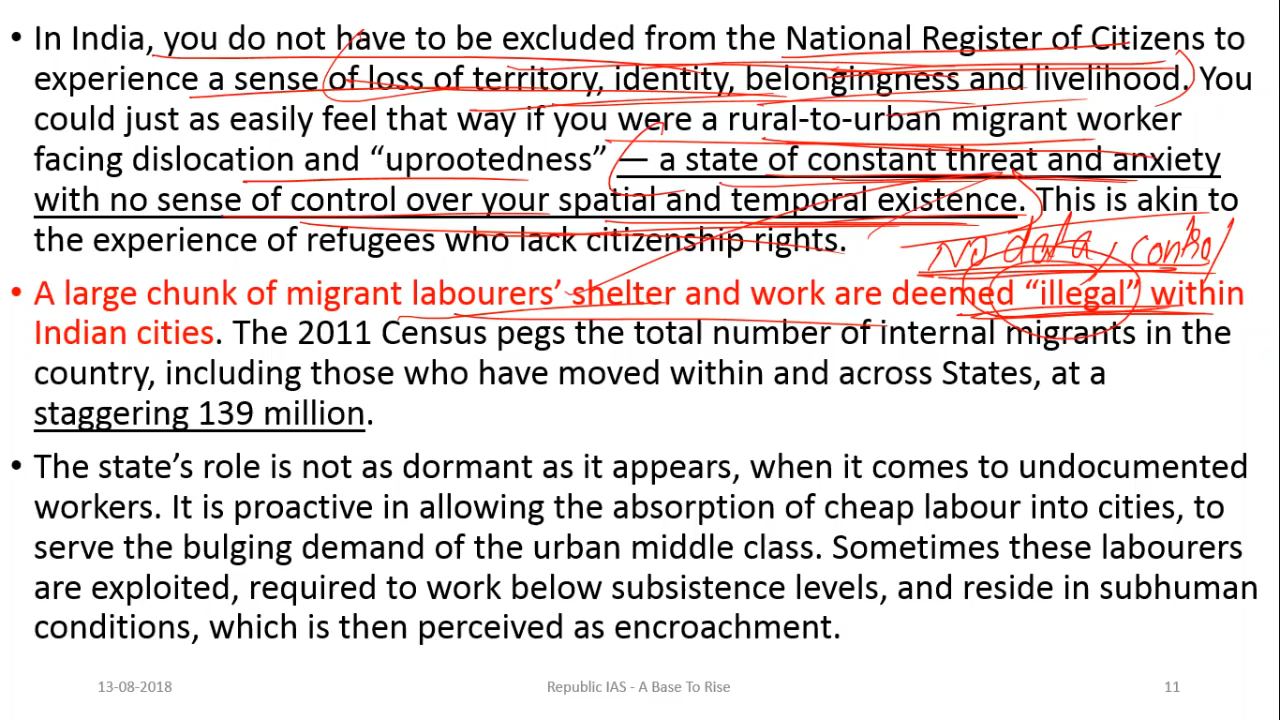 • In India, you do not have to be excluded from the National Register of Citizens to
experience a sense of loss of territory, identity, belongingness and livelihood. You
could just as easily feel that way if you were a rural-to-urban migrant worker
facing dislocation and “uprootedness” — a state of constant threat and anxiety
with no sense of control over your spatial and temporal existence. This is akin to
the experience of refugees who lack citizenship rights.
No data, control
• A large chunk of migrant labourers’ shelter and work are deemed “illegal” within
Indian cities. The 2011 Census pegs the total number of internal migrants in the
country, including those who have moved within and across States, at a
staggering 139 million.
• The state’s role is not as dormant as it appears, when it comes to undocumented
workers. It is proactive in allowing the absorption of cheap labour into cities, to
serve the bulging demand of the urban middle class. Sometimes these labourers
are exploited, required to work below subsistence levels, and reside in subhuman
conditions, which is then perceived as encroachment.
13-08-2018 Republic IAS - A Base To Rise 11